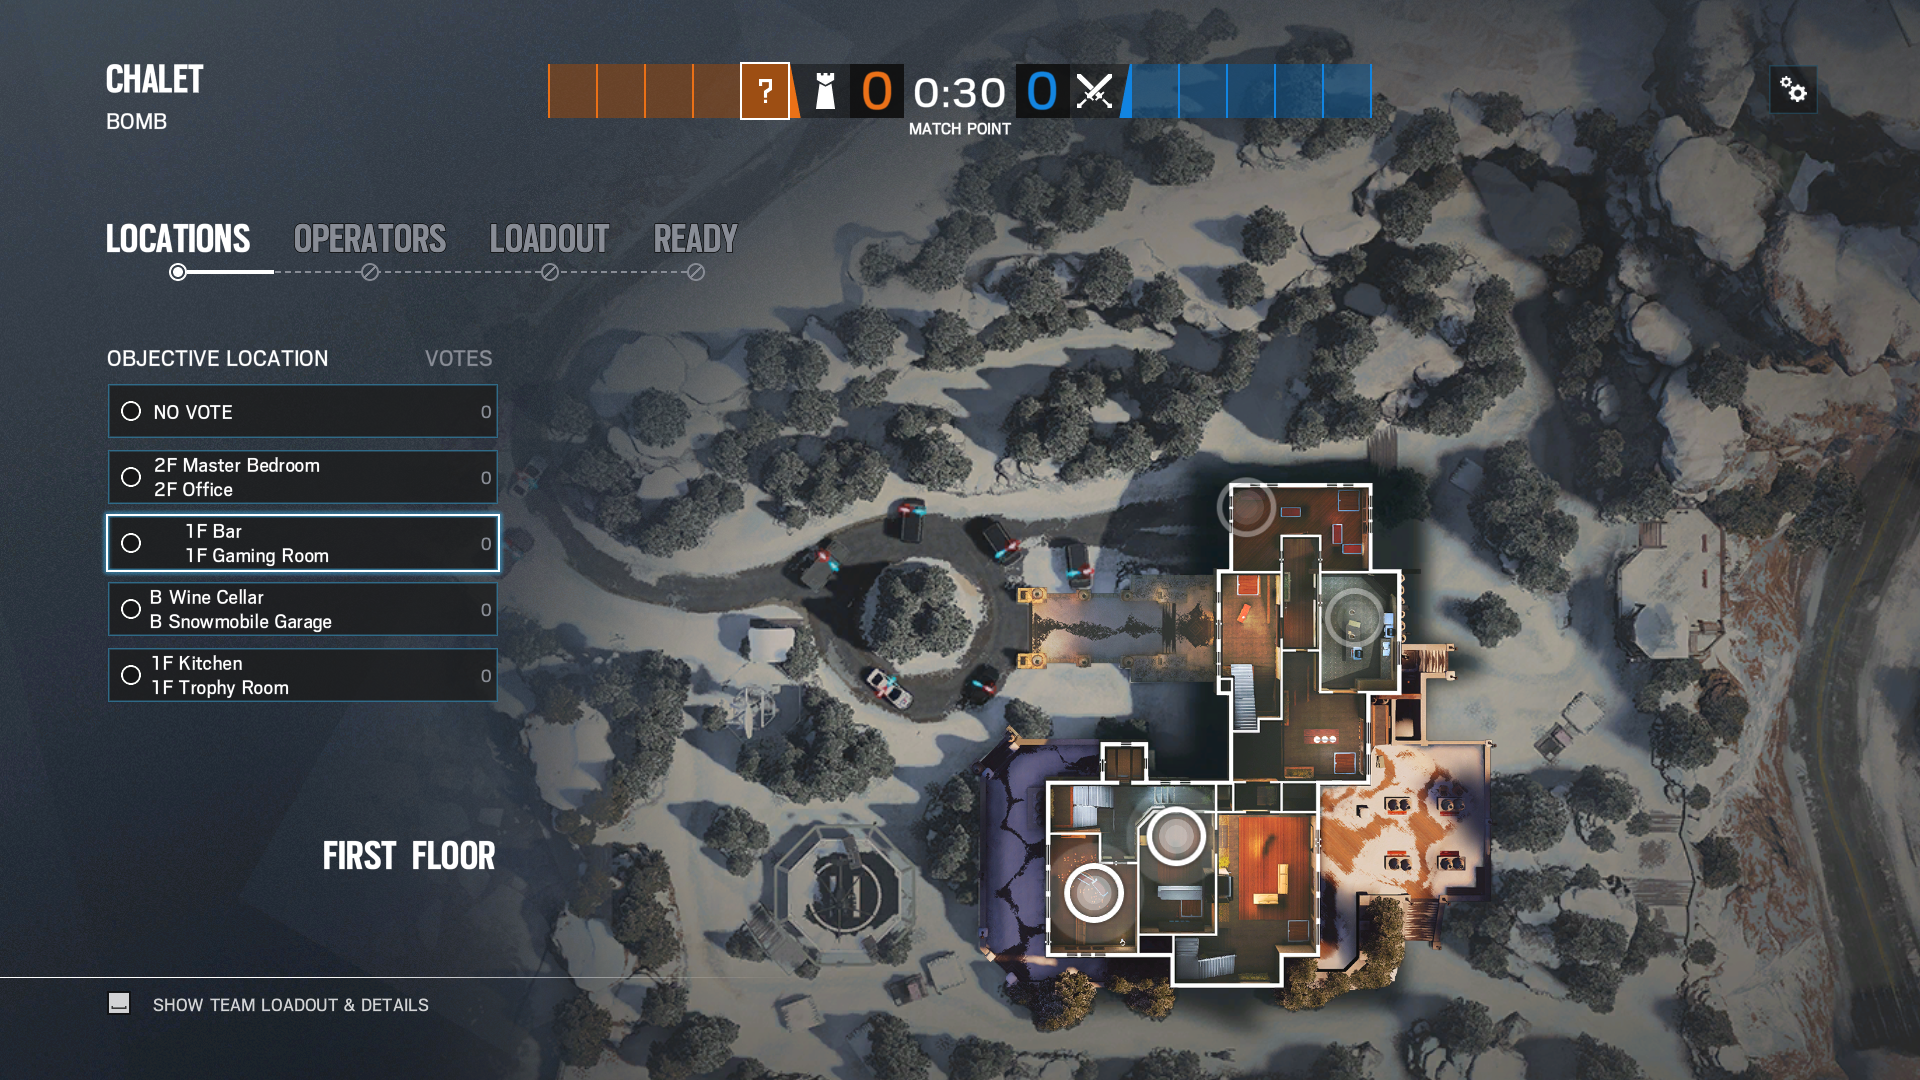 CHALET
BOMB
? 0 0:30 0
MATCH POINT
LOCATIONS OPERATORS LOADOUT READY
OBJECTIVE LOCATION VOTES
NO VOTE 0
2F Master Bedroom
2F Office 0
1F Bar
1F Gaming Room 0
B Wine Cellar
B Snowmobile Garage 0
1F Kitchen
1F Trophy Room 0
FIRST FLOOR
SHOW TEAM LOADOUT & DETAILS